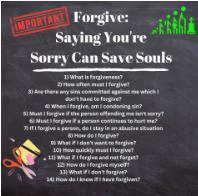 IMPORTANT
Forgive:
Saying You're
Sorry Can Save Souls
1) What is forgiveness?
2) How often must I forgive?
3) Are there any sins committed against me which I
don't have to forgive?
4) When I forgive, am I condoning sin?
5) Must I forgive if the person offending me isn't sorry?
6) Must I forgive if a person continues to hurt me?
7) If I forgive a person, do I stay in an abusive situation
8) How do I forgive?
9) What if I don't want to forgive?
10) How quickly must I forgive?
11) What if I forgive and not forget?
12) How do I forgive myself?
13) What if I don't forgive?
14) How do I know if I have forgiven?